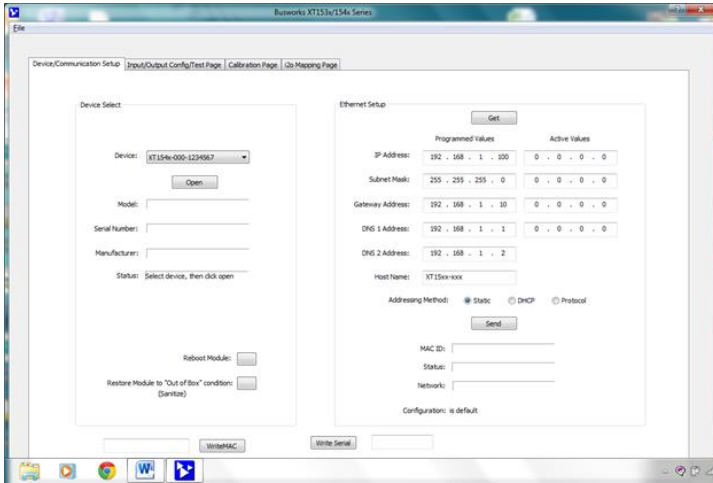 Busworks XT153x/154x Series
File
Device/Communication Setup Input/Output Config/Test Page Calibration Page i2o Mapping Page
Device Select
Device: XT154x-000-1234567
Open
Model:
Serial Number:
Manufacturer:
Status: Select device, then click open
Reboot Module:
Restore Module to "Out of Box" condition:
(Sanitize)
WriteMAC
Ethernet Setup
Get
Programmed Values Active Values
IP Address: 192 . 168 . 1 . 100 0 . 0 . 0 . 0
Subnet Mask: 255 . 255 . 255 . 0 0 . 0 . 0 . 0
Gateway Address: 192 . 168 . 1 . 10 0 . 0 . 0 . 0
DNS 1 Address: 192 . 168 . 1 . 1 0 . 0 . 0 . 0
DNS 2 Address: 192 . 168 . 1 . 2
Host Name: XT15xx-xxx
Addressing Method: Static DHCP Protocol
Send
MAC ID:
Status:
Network:
Configuration: is default
Write Serial
W